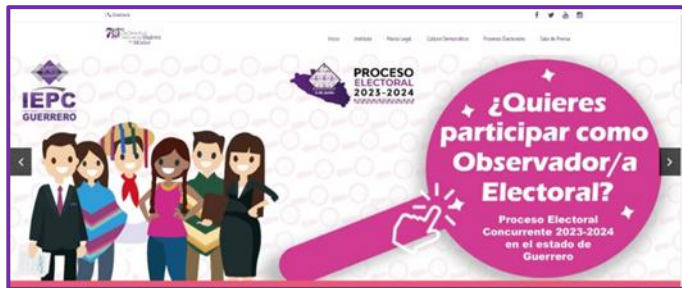 Directorio
Inicio Instituto Marco Legal Cultura Democrática Procesos Electorales Sala de Prensa
IEPC
GUERRERO
PROCESO
ELECTORAL
2023-2024
¿Quieres
participar como
Observador/a
Electoral?
Proceso Electoral
Concurrente 2023-2024
en el estado de
Guerrero